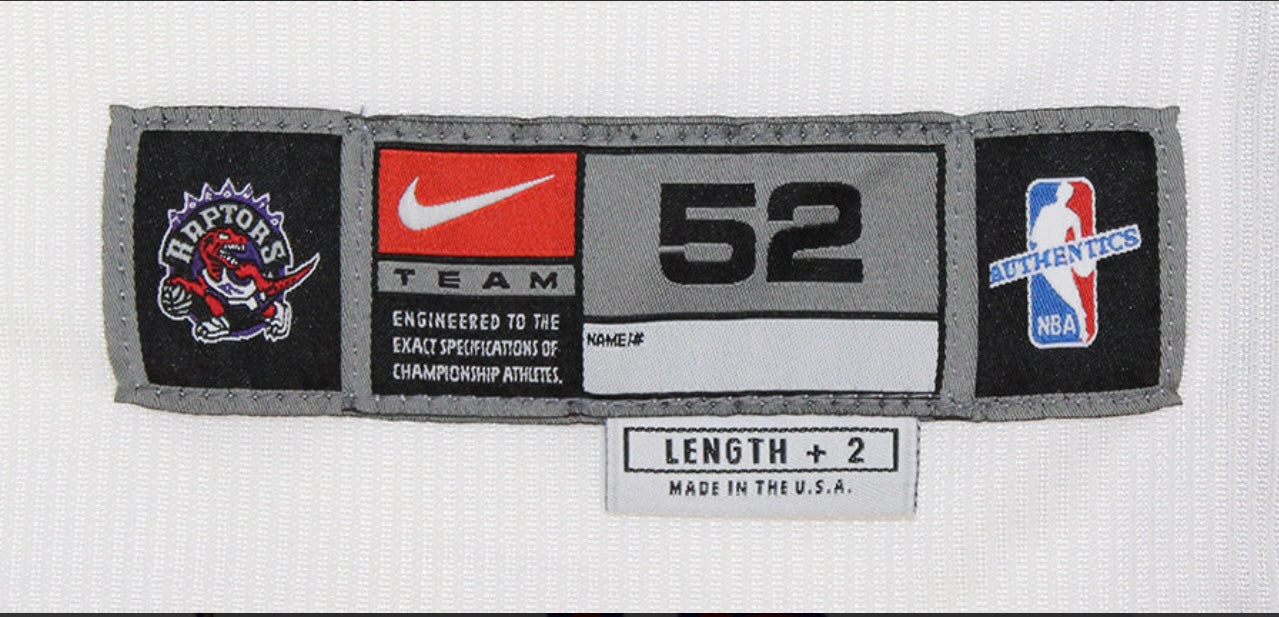 RAPTORS
TEAM
ENGINEERED TO THE
EXACT SPECIFICATIONS OF
CHAMPIONSHIP ATHLETES.
52
NAME/#
LENGTH + 2
MADE IN THE U.S.A.
AUTHENTICS
NBA